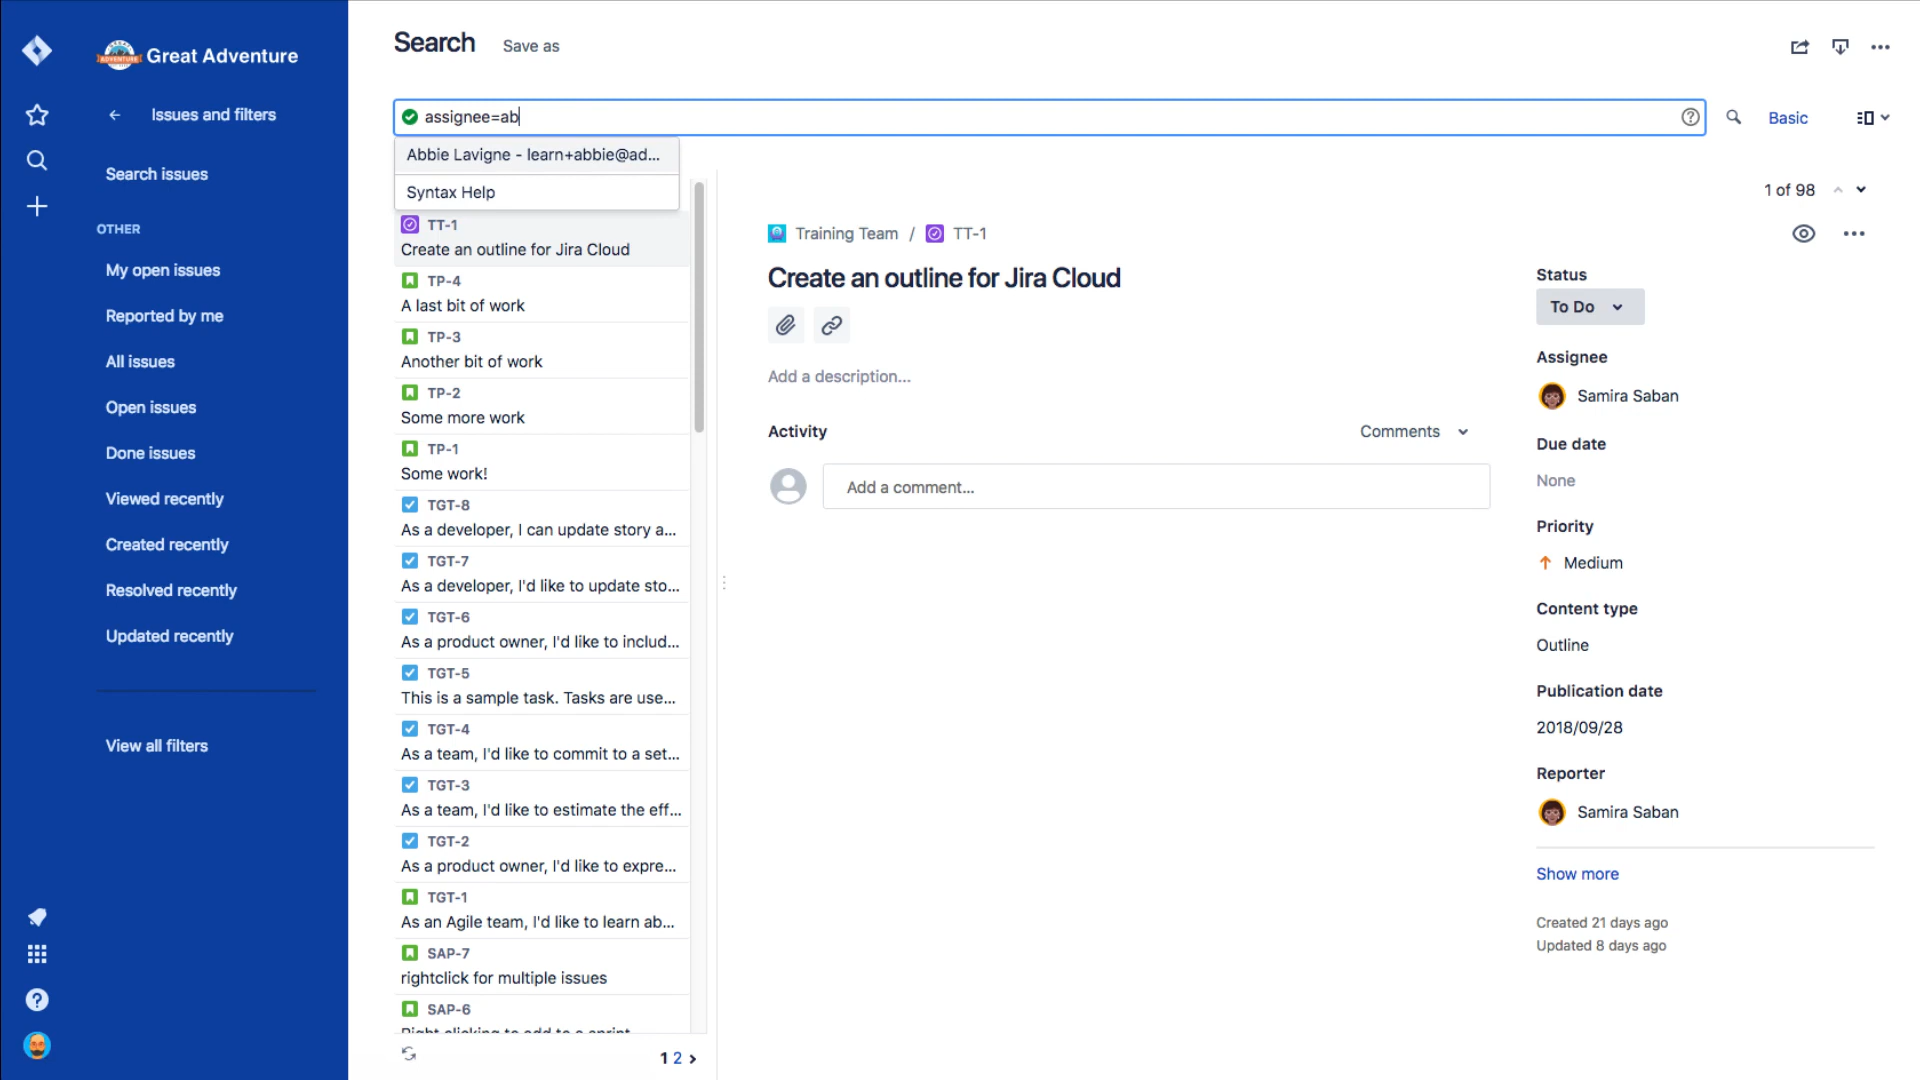 ADVENTURE
Great Adventure
Issues and filters
Search issues
OTHER
My open issues
Reported by me
All issues
Open issues
Done issues
Viewed recently
Created recently
Resolved recently
Updated recently
View all filters
Search Save as
assignee=ab
Basic
Abbie Lavigne - learn+abbie@ad...
Syntax Help
TT-1
Create an outline for Jira Cloud
TP-4
A last bit of work
TP-3
Another bit of work
TP-2
Some more work
TP-1
Some work!
TGT-8
As a developer, I can update story a...
TGT-7
As a developer, I'd like to update sto...
TGT-6
As a product owner, I'd like to includ...
TGT-5
This is a sample task. Tasks are use...
TGT-4
As a team, I'd like to commit to a set...
TGT-3
As a team, I'd like to estimate the eff...
TGT-2
As a product owner, I'd like to expre...
TGT-1
As an Agile team, I'd like to learn ab...
SAP-7
rightclick for multiple issues
SAP-6
Right clicking to add to a sprint
1 2
1 of 98
Training Team / TT-1
Create an outline for Jira Cloud
Add a description...
Activity
Comments
Add a comment...
Status
To Do
Assignee
Samira Saban
Due date
None
Priority
Medium
Content type
Outline
Publication date
2018/09/28
Reporter
Samira Saban
Show more
Created 21 days ago
Updated 8 days ago